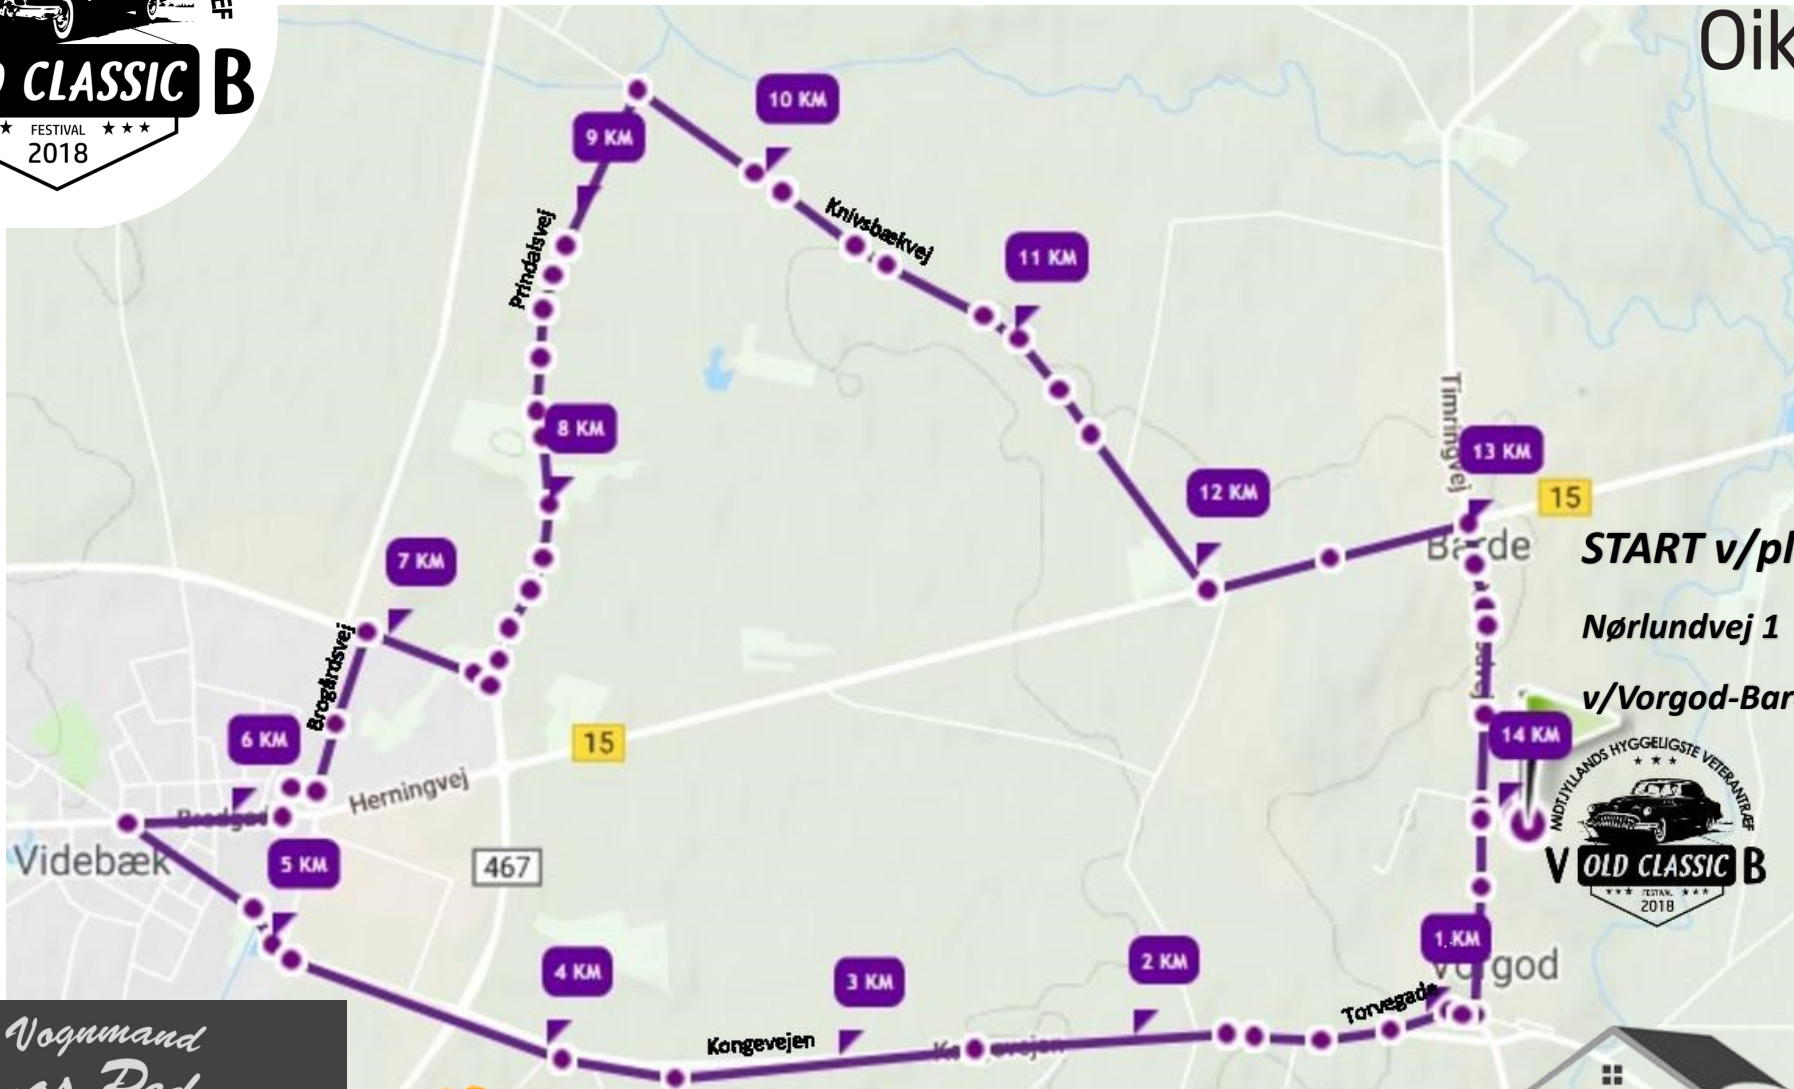 CLASSIC B
★ FESTIVAL ★★★
2018
10 KM
9 KM
Prindalsvej
Knivsbækvej
11 KM
8 KM
Timringvej
13 KM
12 KM
15
Barde
START v/pl
Nørlundvej 1
v/Vorgod-Bar
7 KM
Brogårdsvej
14 KM
6 KM
15
Herningvej
MIDTJYLLANDS HYGGELIGSTE VETERANTRÆF
★★★
V OLD CLASSIC B
★★★ FESTIVAL ★★★
2018
Videbæk
5 KM
467
1 KM
Vorgod
4 KM
3 KM
2 KM
Torvegade
Kongevejen
Vognmand